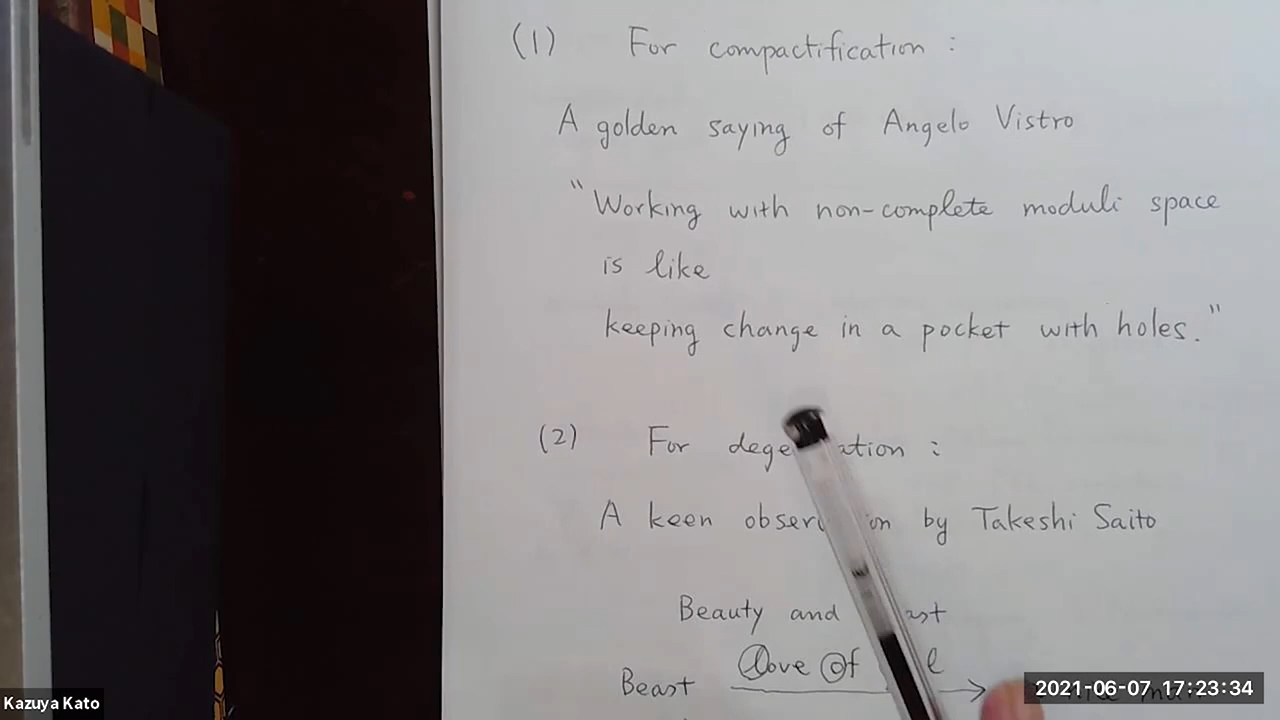 (1) For compactification :
A golden saying of Angelo Vistro
"Working with non-complete moduli space
is like
keeping change in a pocket with holes."
(2) For :
A keen by Takeshi Saito
Beauty and
Beast love of
Kazuya Kato
2021-06-07, 17:23:34